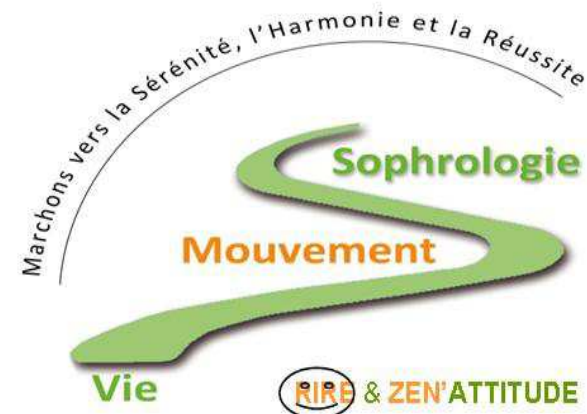 Marchons vers la Sérénité, l'Harmonie et la Réussite
Sophrologie
Mouvement
Vie
RIRE & ZEN'ATTITUDE